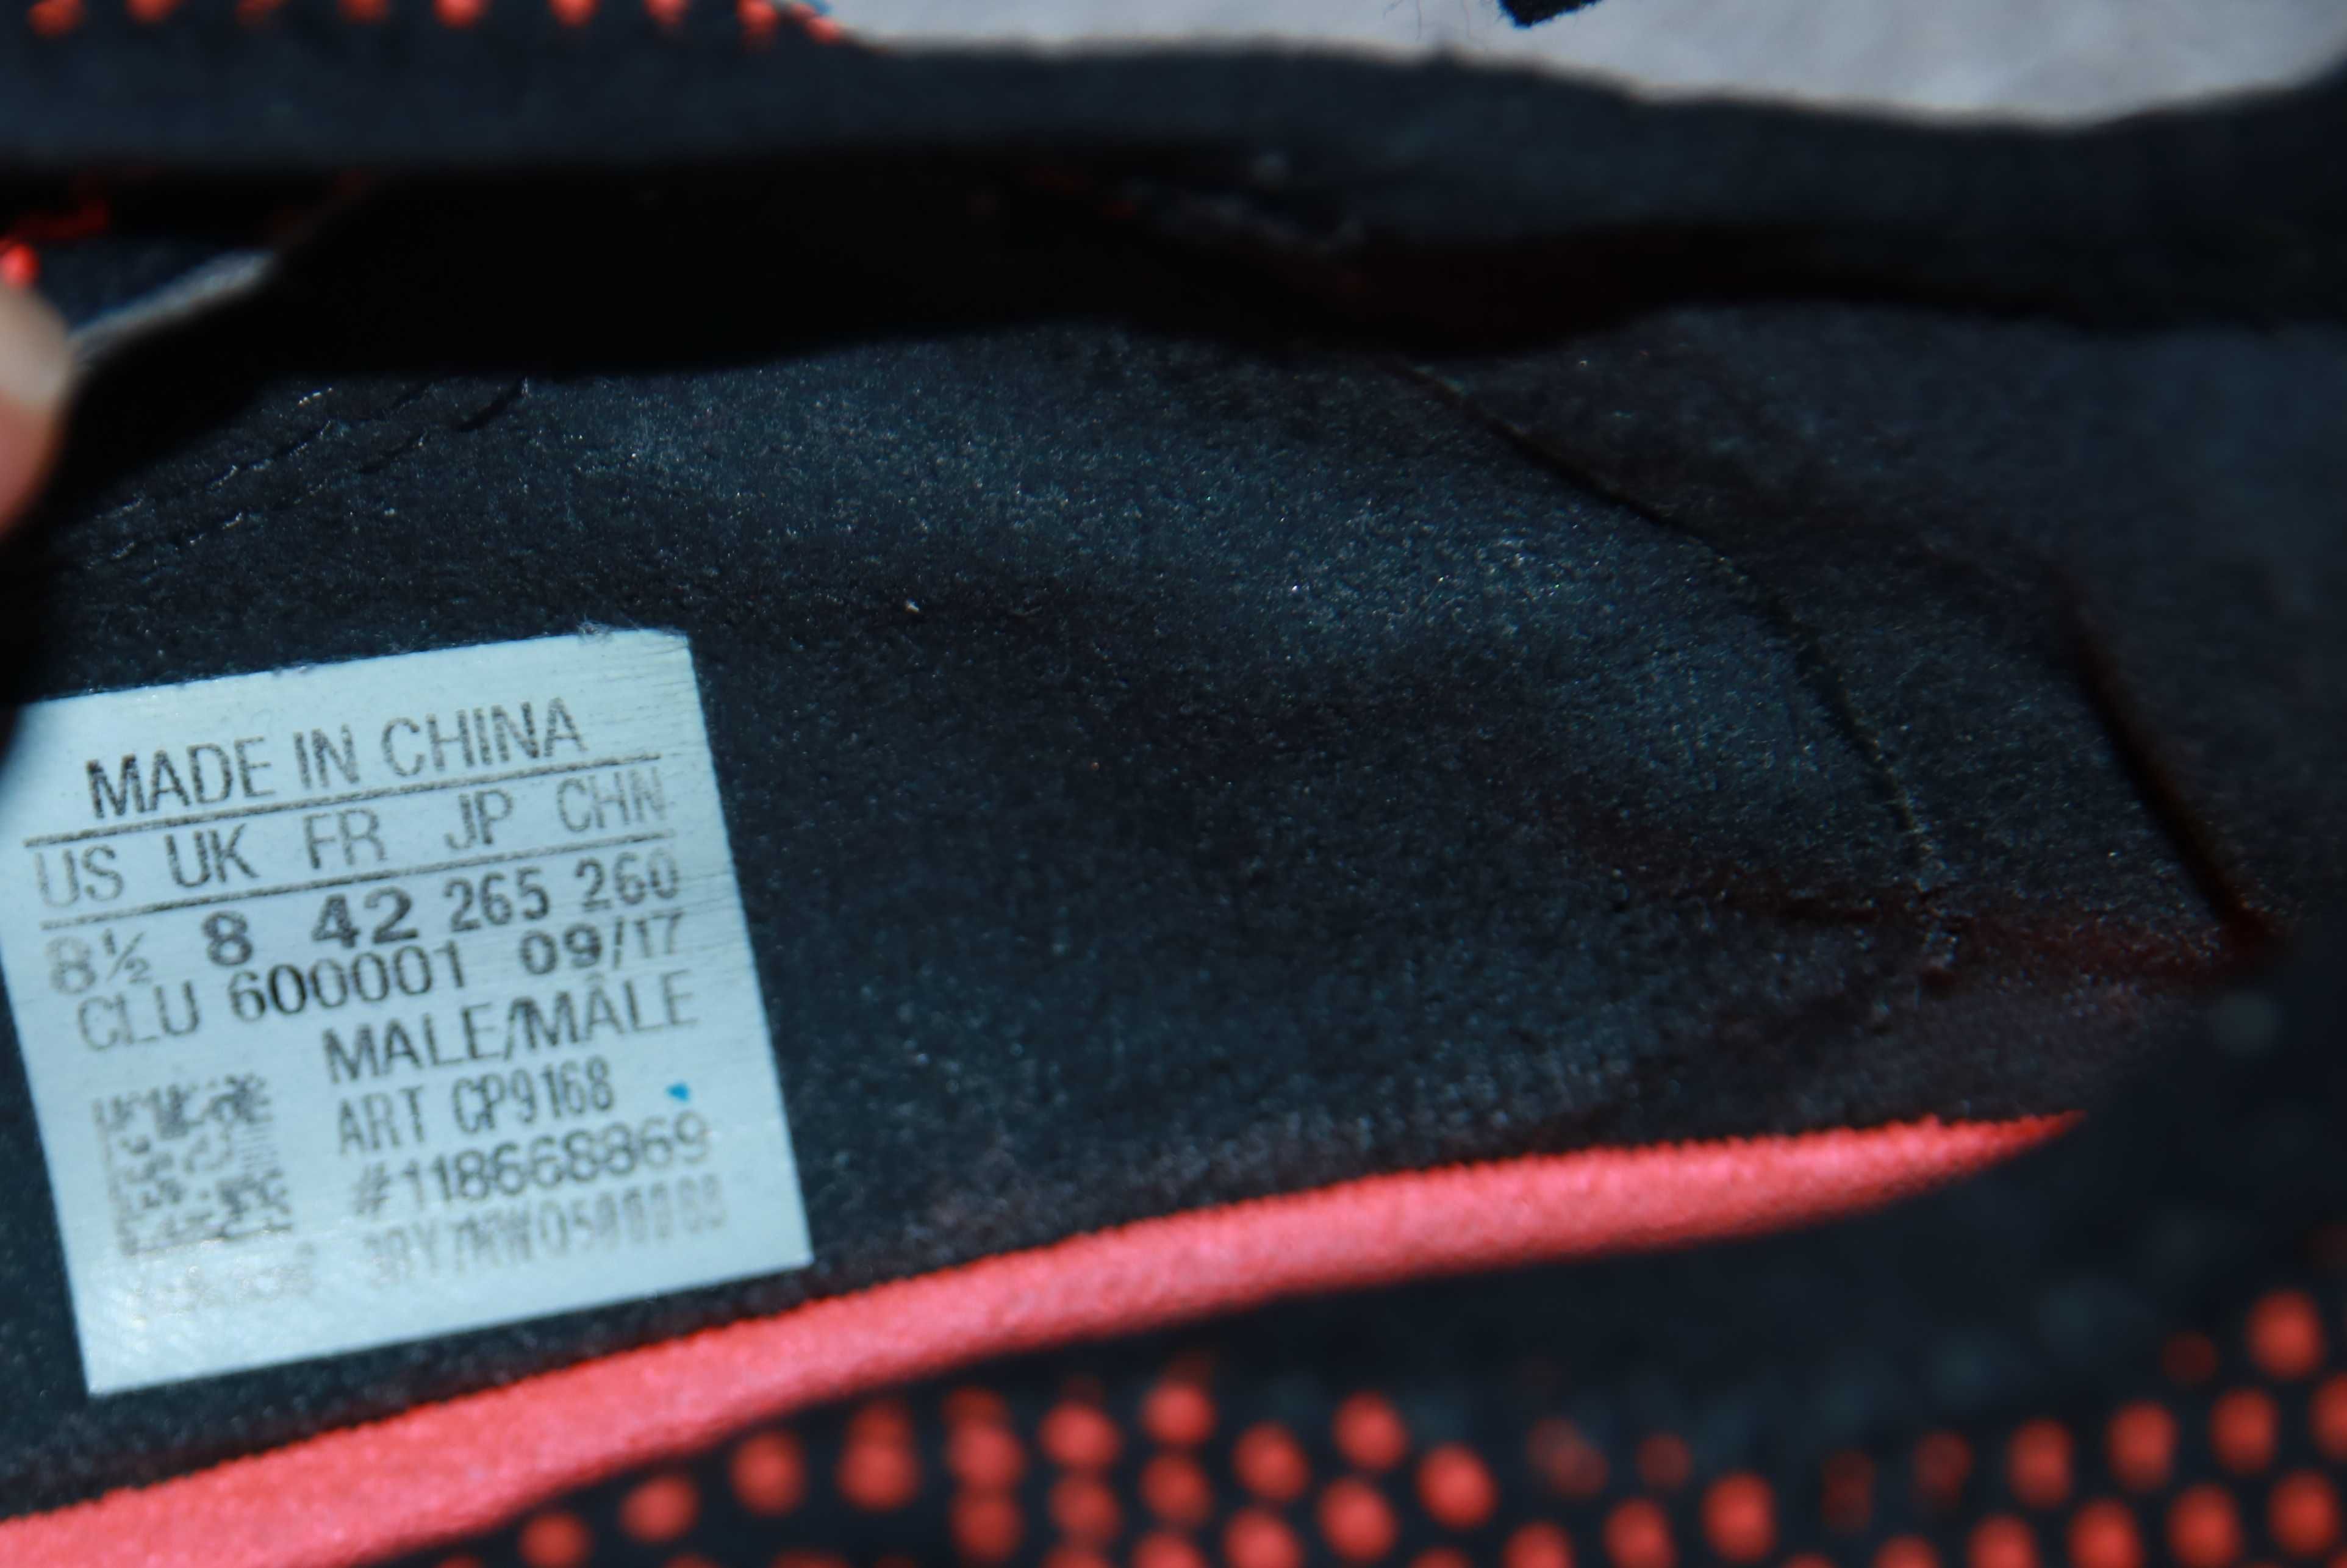 MADE IN CHINA
US UK FR JP CHN
8½ 8 42 265 260
CLU 600001 09/17
MALE/MÂLE
ART CP9168
#118668869